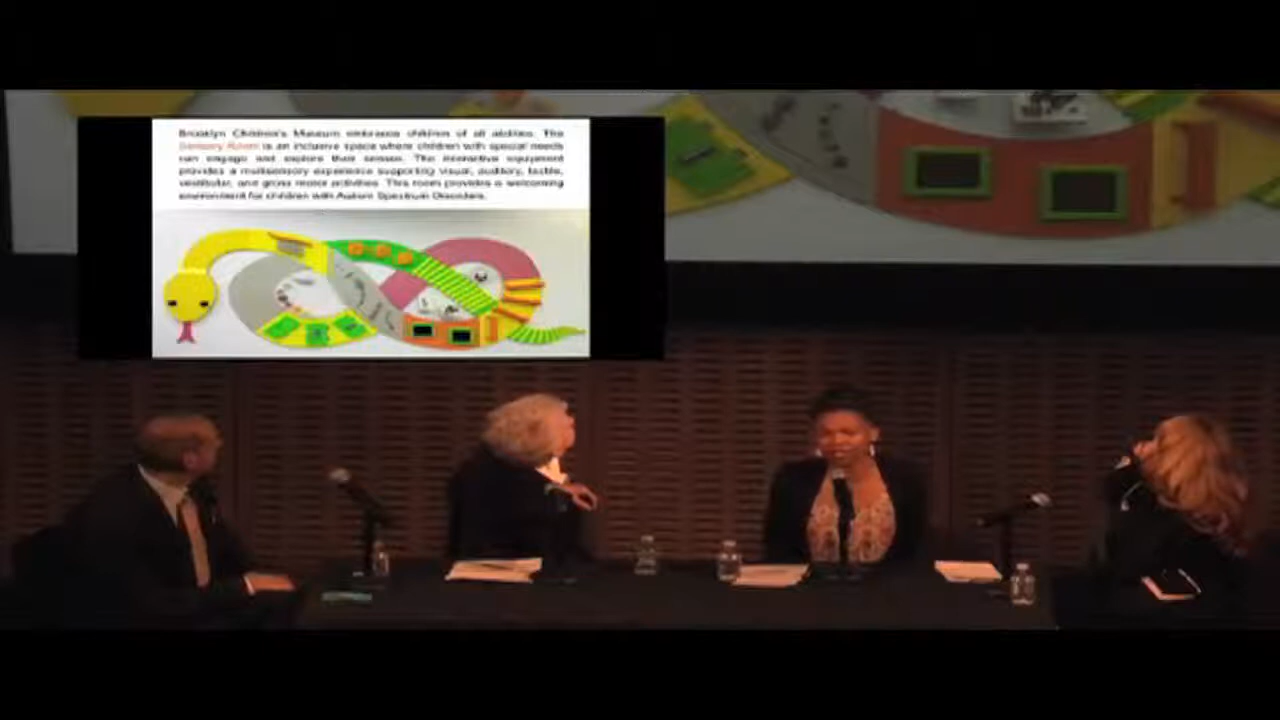 Brooklyn Children's Museum embraces children of all abilities. The
Sensory Room is an inclusive space where children with special needs
can engage and explore their senses. The interactive equipment
provides a multisensory experience supporting visual, auditory, tactile,
vestibular, and gross motor activities. This room provides a welcoming
environment for children with Autism Spectrum Disorders.